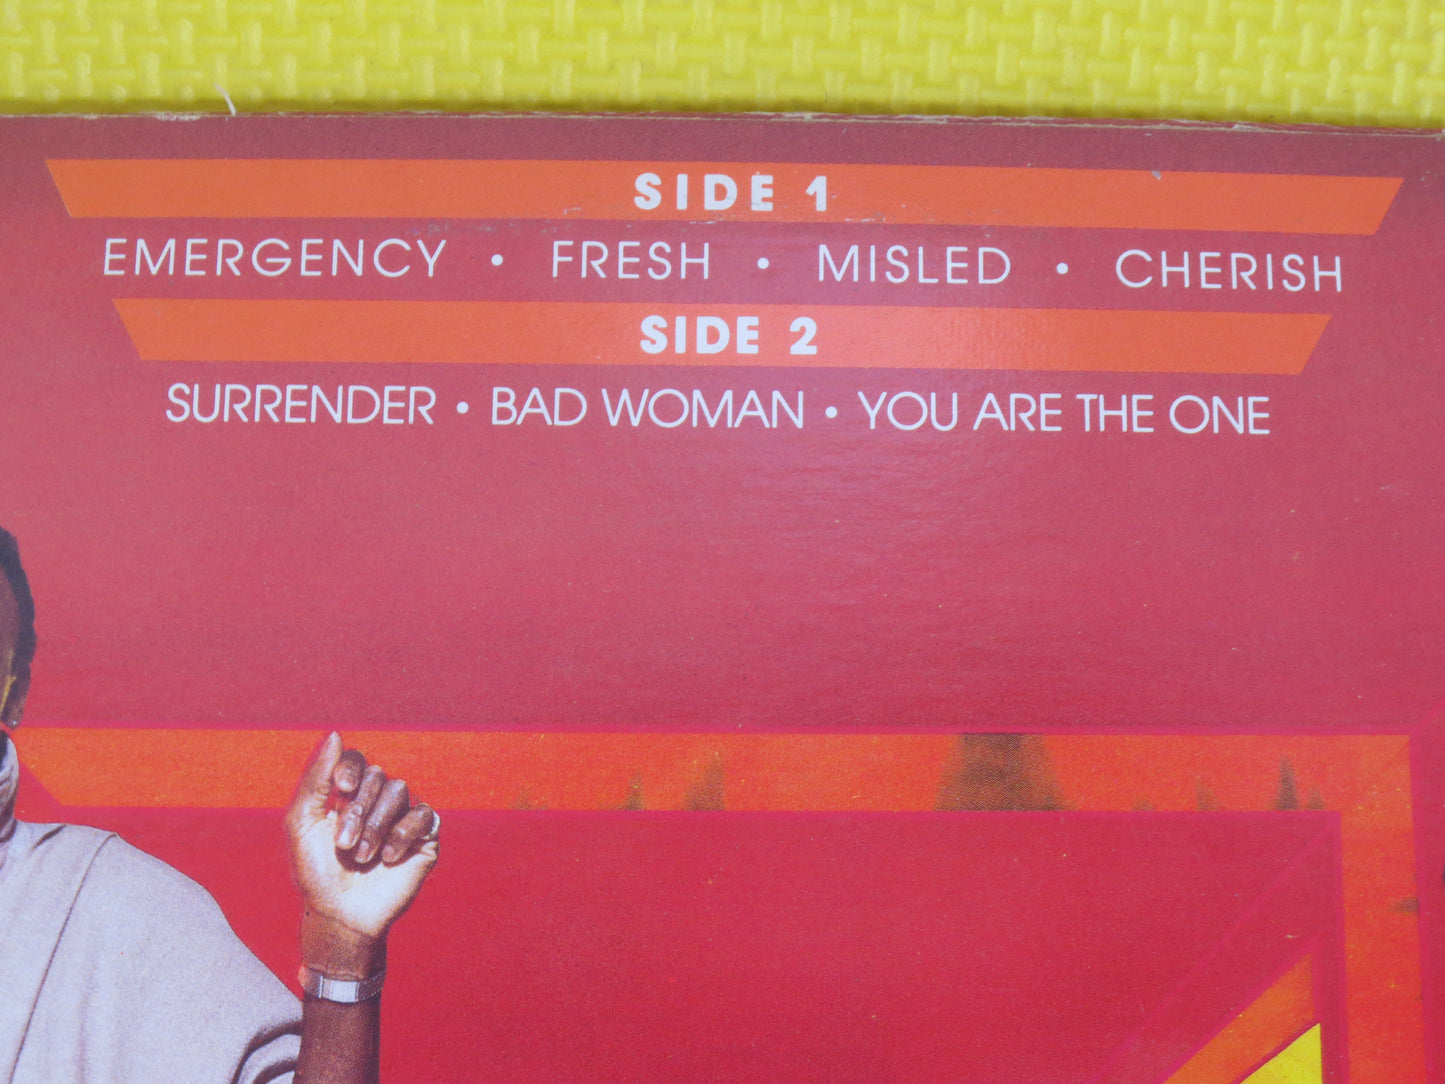 SIDE 1
EMERGENCY • FRESH • MISLED • CHERISH
SIDE 2
SURRENDER • BAD WOMAN • YOU ARE THE ONE